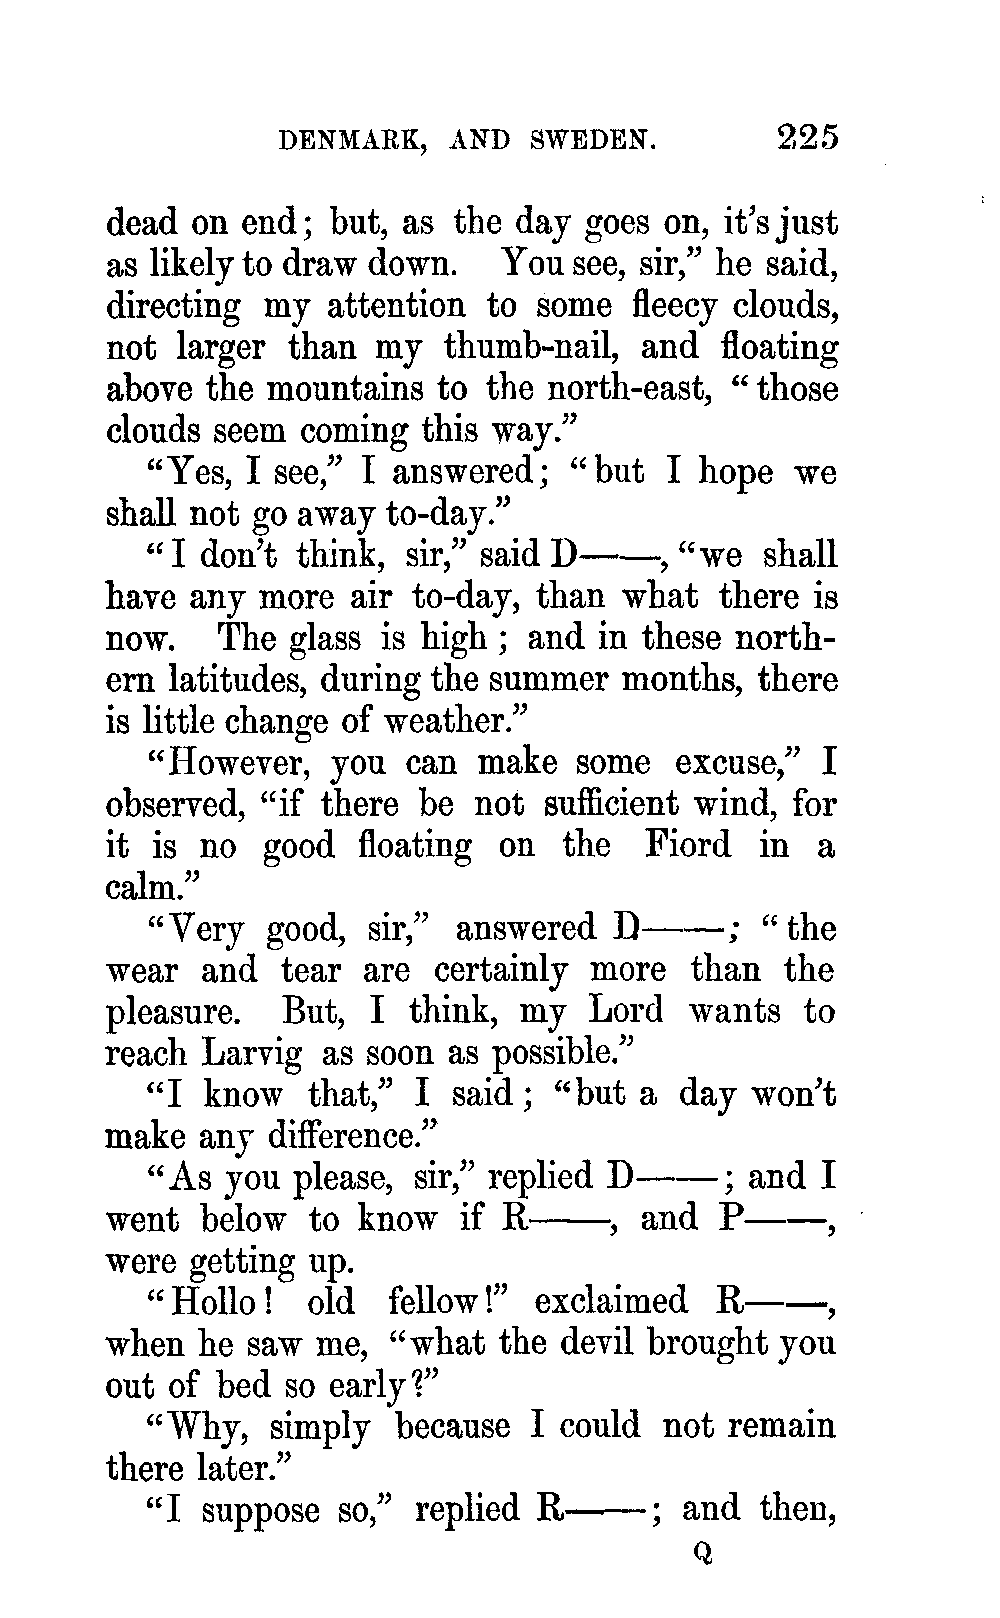 DENMARK, AND SWEDEN. 225
dead on end; but, as the day goes on, it's just
as likely to draw down. You see, sir," he said,
directing my attention to some fleecy clouds,
not larger than my thumb-nail, and floating
above the mountains to the north-east, "those
clouds seem coming this way."
"Yes, I see," I answered; "but I hope we
shall not go away to-day."
"I don't think, sir," said D——, "we shall
have any more air to-day, than what there is
now. The glass is high; and in these north-
ern latitudes, during the summer months, there
is little change of weather."
"However, you can make some excuse," I
observed, "if there be not sufficient wind, for
it is no good floating on the Fiord in a
calm."
"Very good, sir," answered D——; "the
wear and tear are certainly more than the
pleasure. But, I think, my Lord wants to
reach Larvig as soon as possible."
"I know that," I said; "but a day won't
make any difference."
"As you please, sir," replied D——; and I
went below to know if R——, and P——,
were getting up.
"Hollo! old fellow!" exclaimed R——,
when he saw me, "what the devil brought you
out of bed so early?"
"Why, simply because I could not remain
there later."
"I suppose so," replied R——; and then,
Q